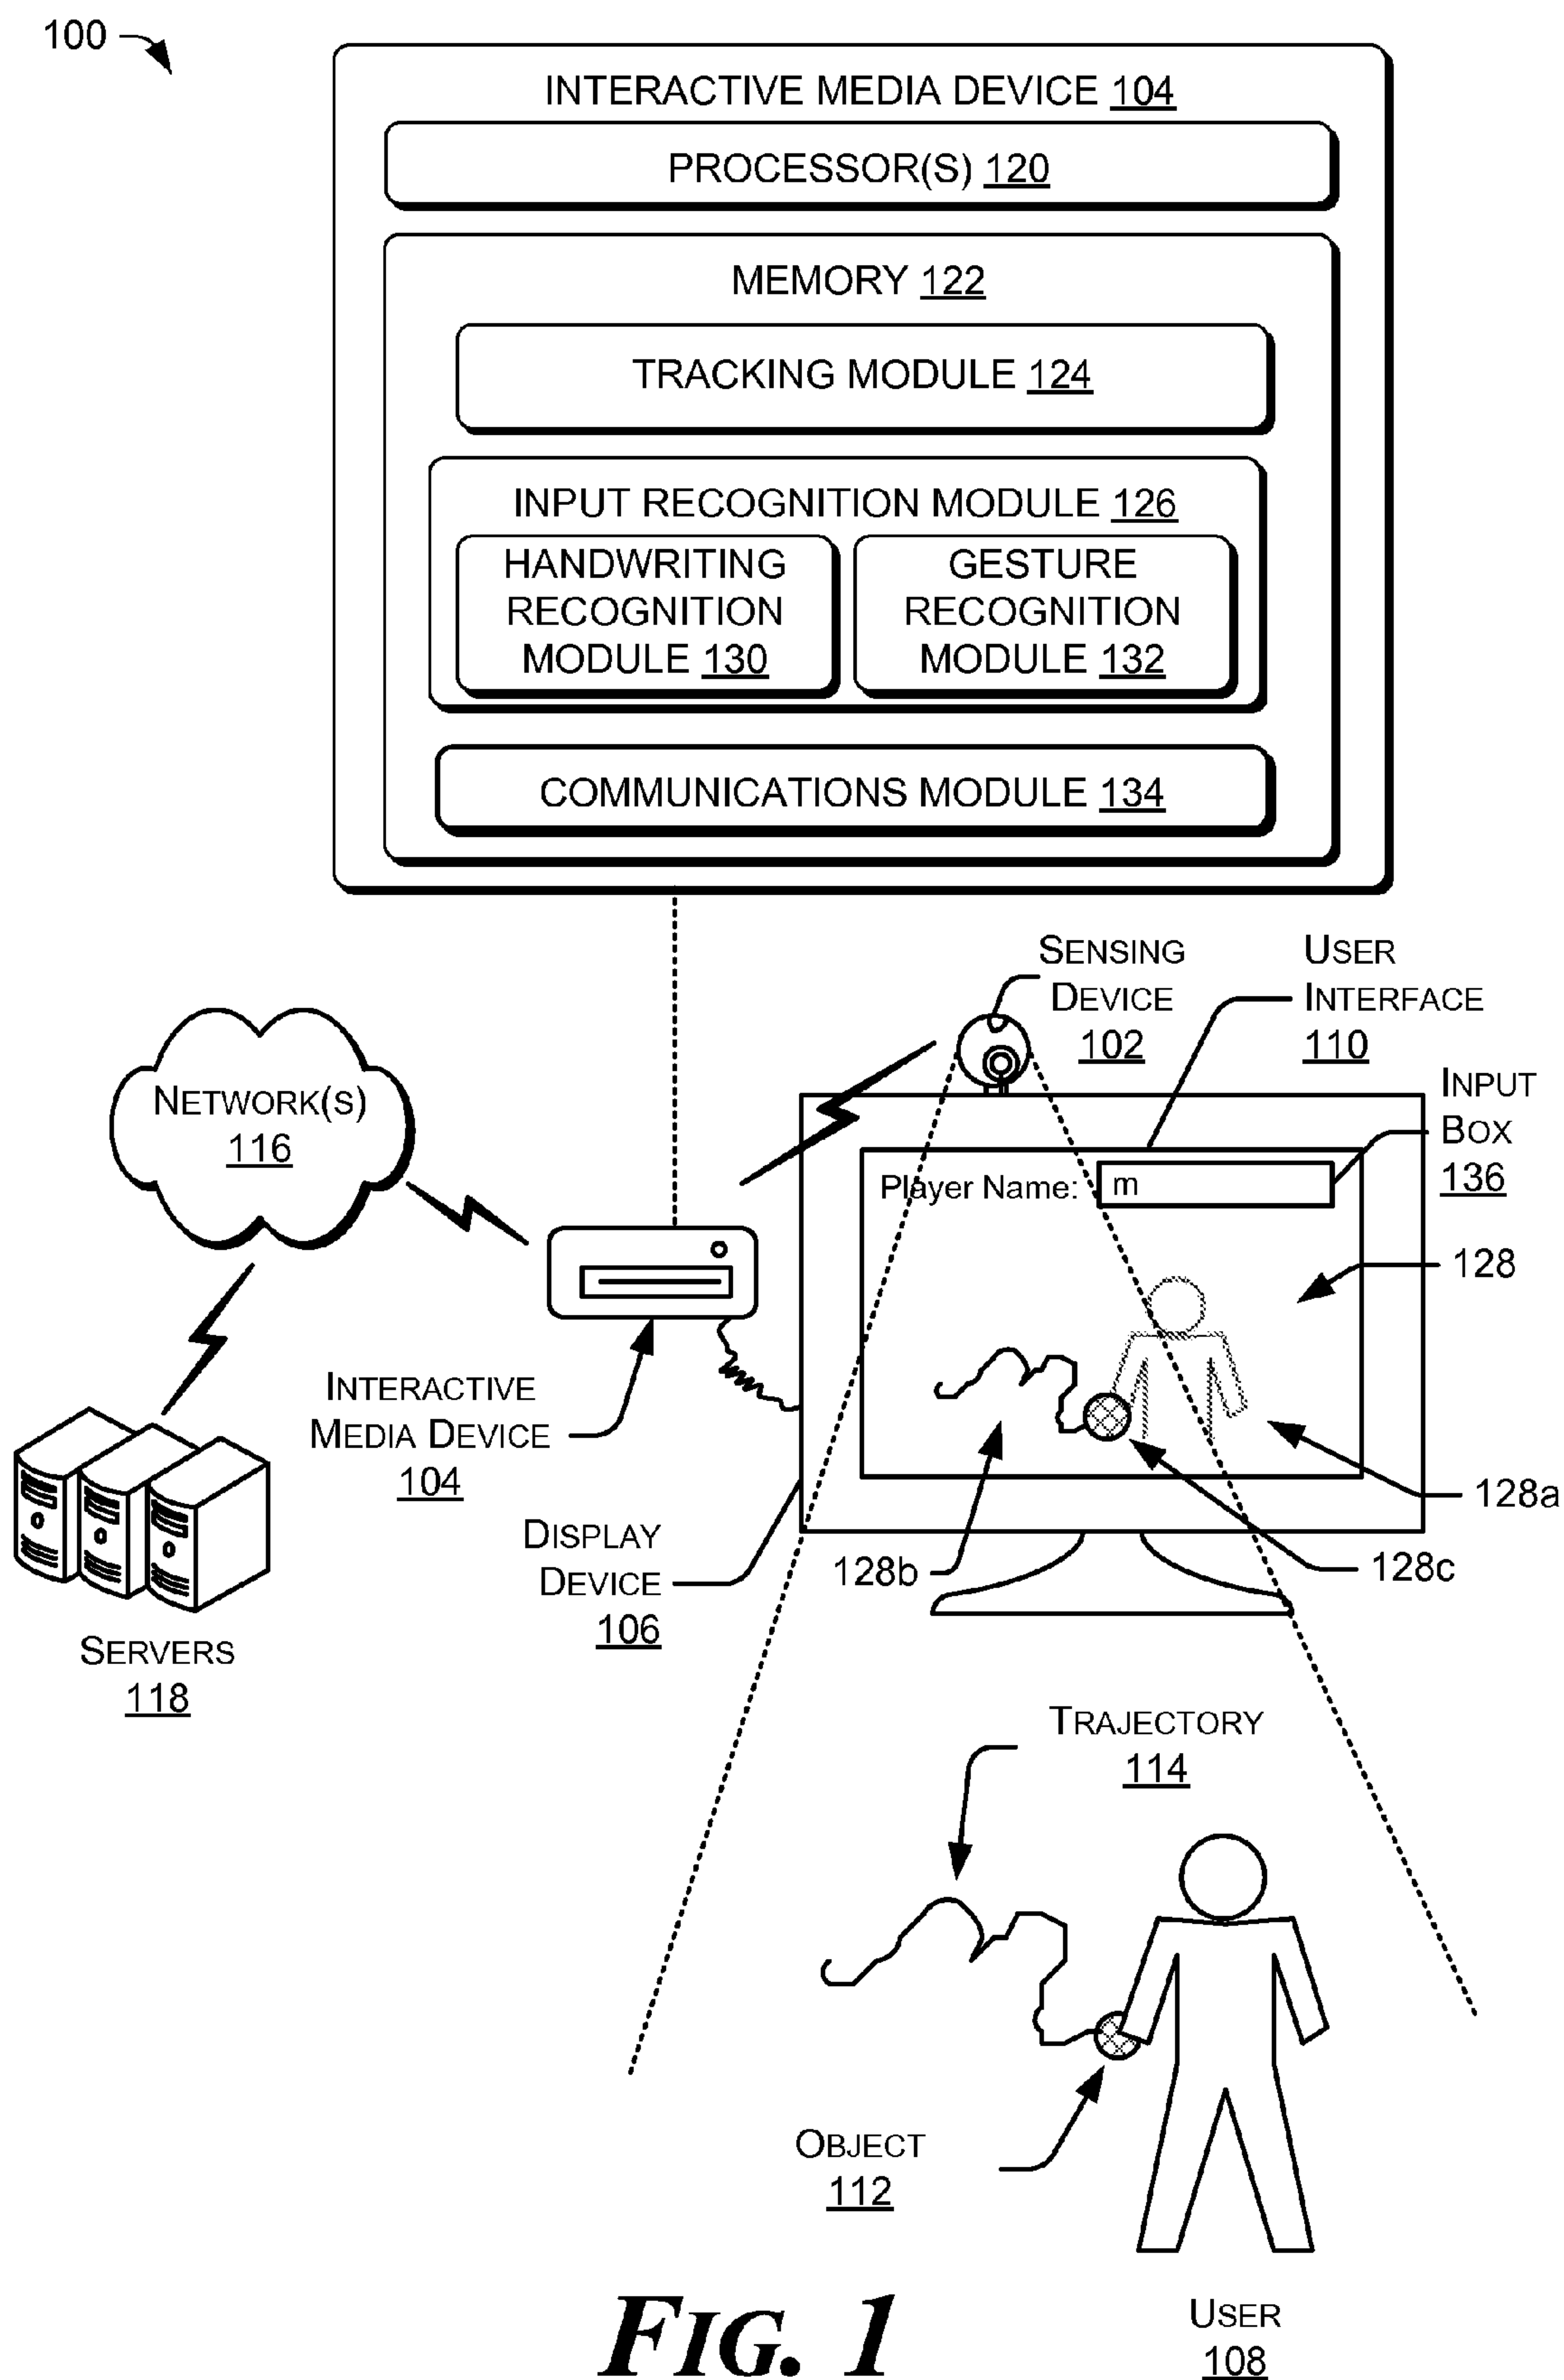 100
INTERACTIVE MEDIA DEVICE 104
PROCESSOR(S) 120
MEMORY 122
TRACKING MODULE 124
INPUT RECOGNITION MODULE 126
HANDWRITING
RECOGNITION
MODULE 130
GESTURE
RECOGNITION
MODULE 132
COMMUNICATIONS MODULE 134
SENSING
DEVICE
102
USER
INTERFACE
110
INPUT
BOX
136
NETWORK(S)
116
Player Name:
m
128
INTERACTIVE
MEDIA DEVICE
104
128a
DISPLAY
DEVICE
106
128b
128c
SERVERS
118
TRAJECTORY
114
OBJECT
112
USER
108
FIG. 1